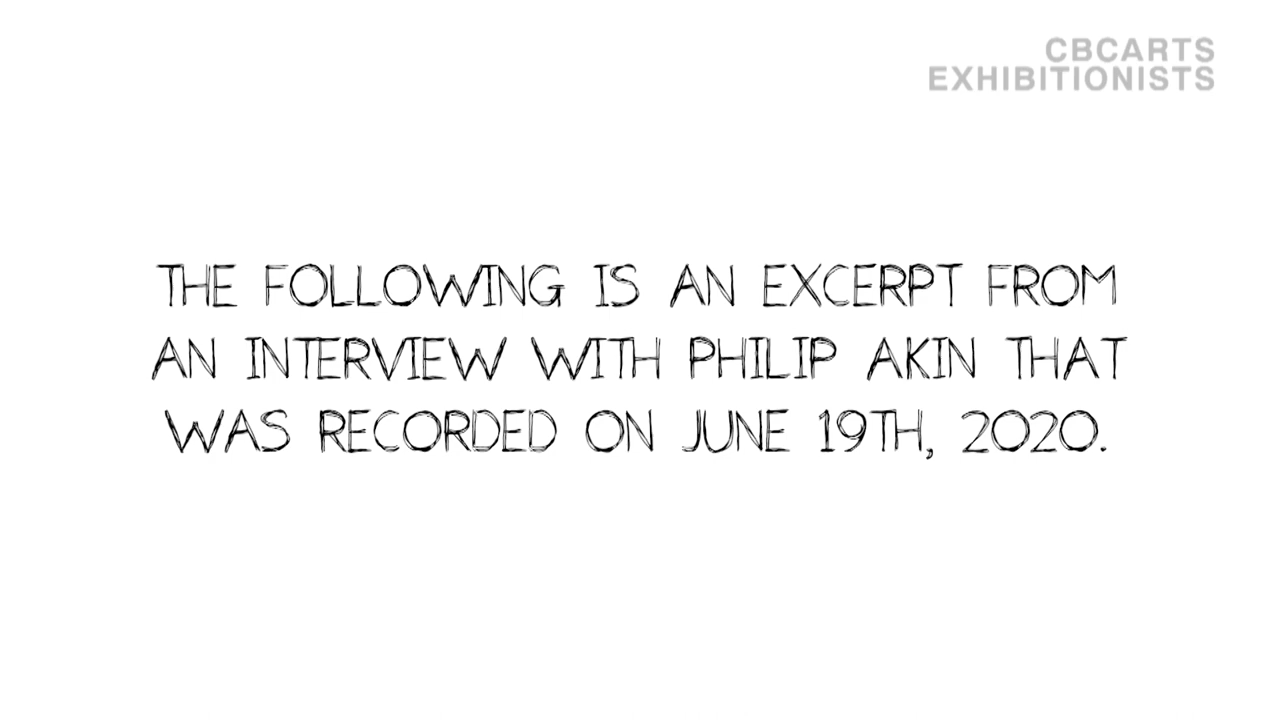 CBCARTS
EXHIBITIONISTS
THE FOLLOWING IS AN EXCERPT FROM
AN INTERVIEW WITH PHILIP AKIN THAT
WAS RECORDED ON JUNE 19TH, 2020.